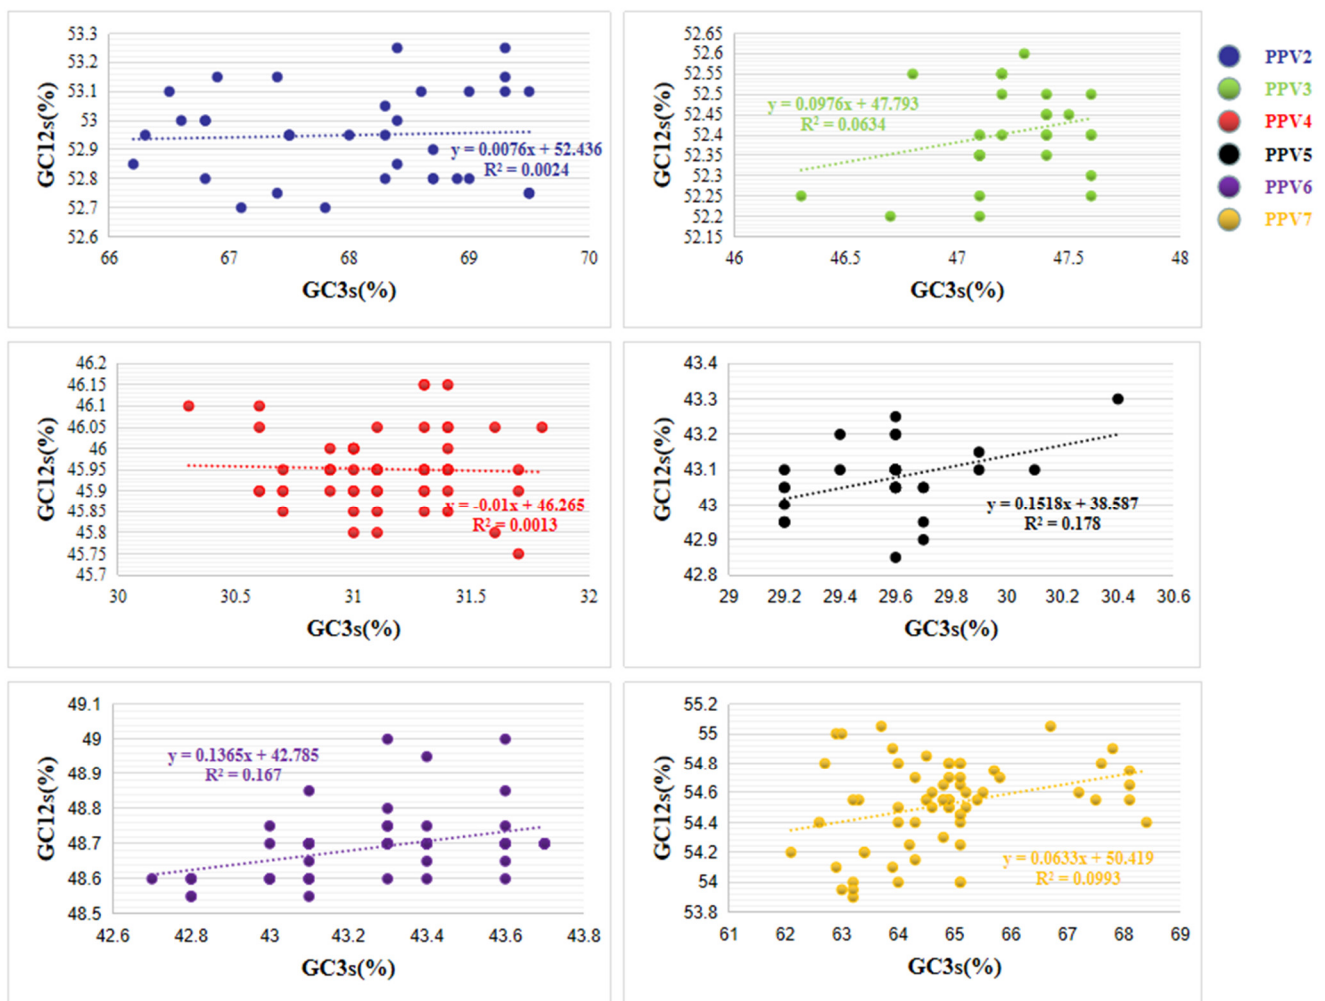 53.3
53.2
53.1
53
52.9
52.8
52.7
52.6
GC12s(%)
y = 0.0076x + 52.436
R² = 0.0024
66 67 68 69 70
GC3s(%)
52.65
52.6
52.55
52.5
52.45
52.4
52.35
52.3
52.25
52.2
52.15
GC12s(%)
y = 0.0976x + 47.793
R² = 0.0634
46 46.5 47 47.5 48
GC3s(%)
PPV2
PPV3
PPV4
PPV5
PPV6
PPV7
46.2
46.15
46.1
46.05
46
45.95
45.9
45.85
45.8
45.75
45.7
GC12s(%)
y = -0.01x + 46.265
R² = 0.0013
30 30.5 31 31.5 32
GC3s(%)
43.4
43.3
43.2
43.1
43
42.9
42.8
GC12s(%)
y = 0.1518x + 38.587
R² = 0.178
29 29.2 29.4 29.6 29.8 30 30.2 30.4 30.6
GC3s(%)
49.1
49
48.9
48.8
48.7
48.6
48.5
GC12s(%)
y = 0.1365x + 42.785
R² = 0.167
42.6 42.8 43 43.2 43.4 43.6 43.8
GC3s(%)
55.2
55
54.8
54.6
54.4
54.2
54
53.8
GC12s(%)
y = 0.0633x + 50.419
R² = 0.0993
61 62 63 64 65 66 67 68 69
GC3s(%)